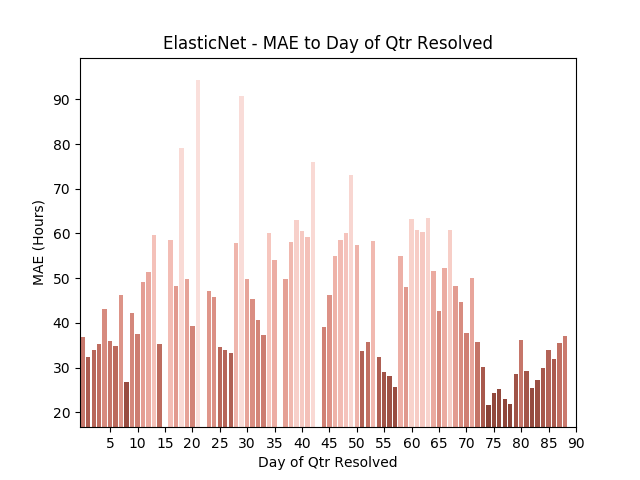 ElasticNet - MAE to Day of Qtr Resolved
MAE (Hours)
90
80
70
60
50
40
30
20
5 10 15 20 25 30 35 40 45 50 55 60 65 70 75 80 85 90
Day of Qtr Resolved